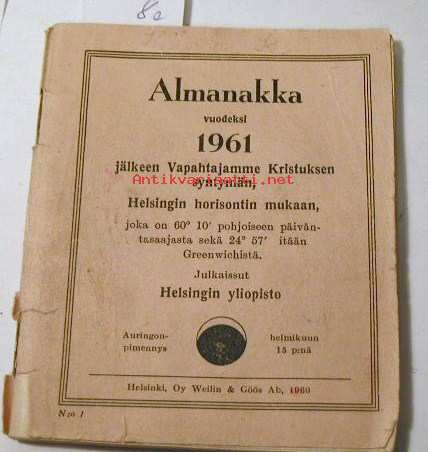 8 e
Almanakka
vuodeksi
1961
jälkeen Vapahtajamme Kristuksen
syntymän,
Antikvariaatti.net
Helsingin horisontin mukaan,
joka on 60° 10' pohjoiseen päivän-
tasaajasta sekä 24° 57' itään
Greenwichistä.
Julkaissut
Helsingin yliopisto
Auringon-
pimennys
helmikuun
15 p:nä
Helsinki, Oy Weilin & Göös Ab, 1960
N:o 1